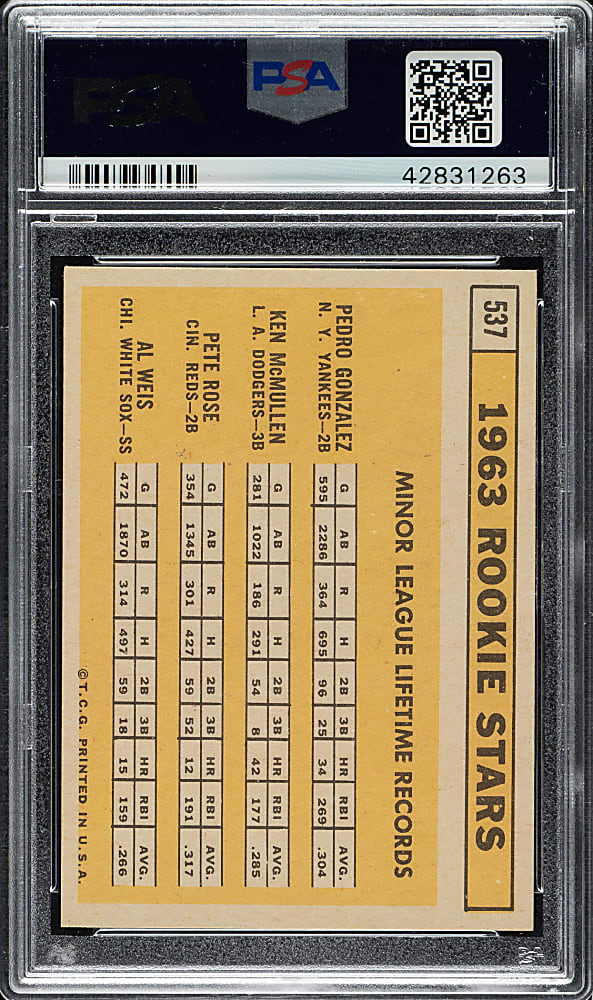 PSA
PSA
42831263
537
1963 ROOKIE STARS
MINOR LEAGUE LIFETIME RECORDS
PEDRO GONZALEZ
N. Y. YANKEES—2B
G AB R H 2B 3B HR RBI AVG.
595 2286 364 695 96 25 34 269 .304
KEN McMULLEN
L. A. DODGERS—3B
G AB R H 2B 3B HR RBI AVG.
281 1022 186 291 54 8 42 177 .285
PETE ROSE
CIN. REDS—2B
G AB R H 2B 3B HR RBI AVG.
354 1345 301 427 59 52 12 191 .317
AL WEIS
CHI. WHITE SOX—SS
G AB R H 2B 3B HR RBI AVG.
472 1870 314 497 59 18 15 159 .266
© T.C.G. PRINTED IN U.S.A.